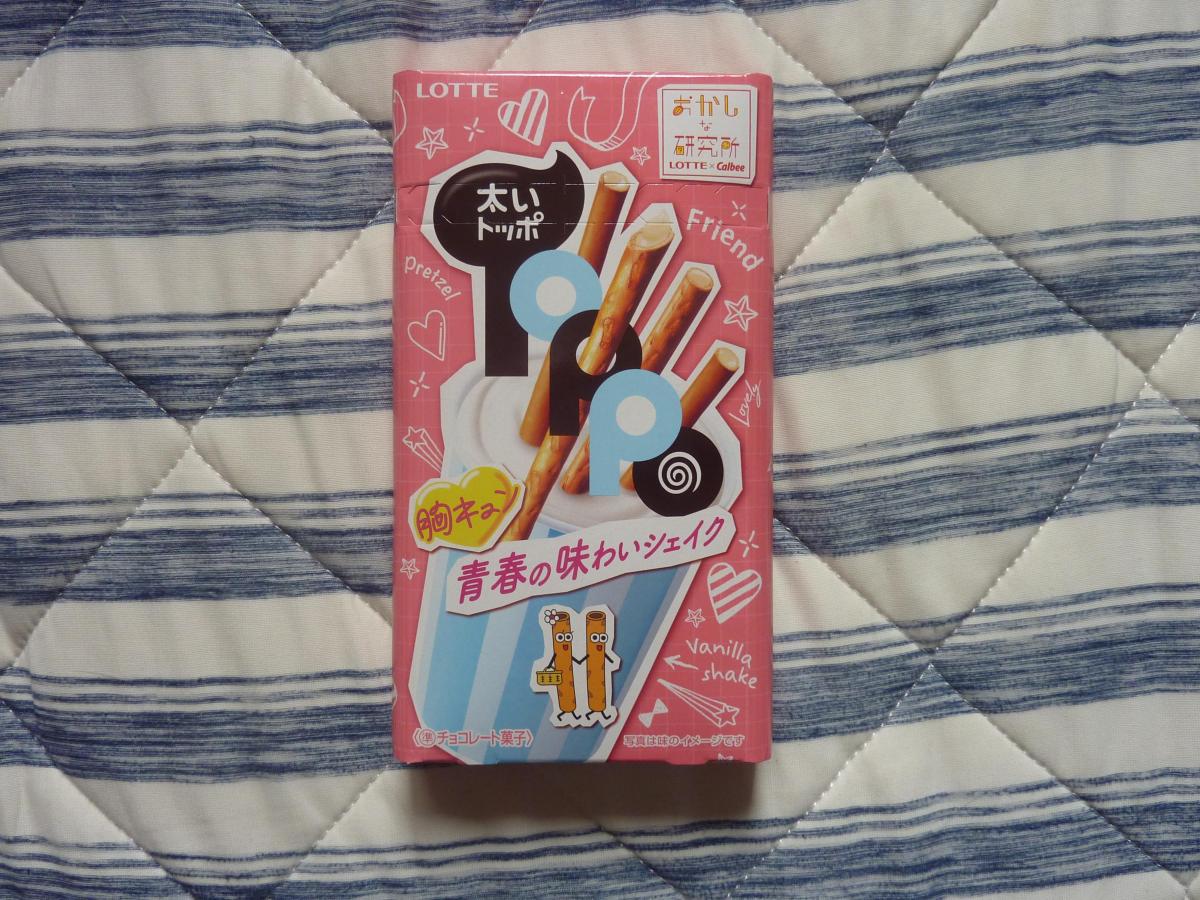 LOTTE
おかし
な
研究所
LOTTE×Calbee
太い
トッポ
TOPPO
Friend
pretzel
Lovely
胸キュン
青春の味わいシェイク
Vanilla
shake
〈準チョコレート菓子〉
写真は味のイメージです